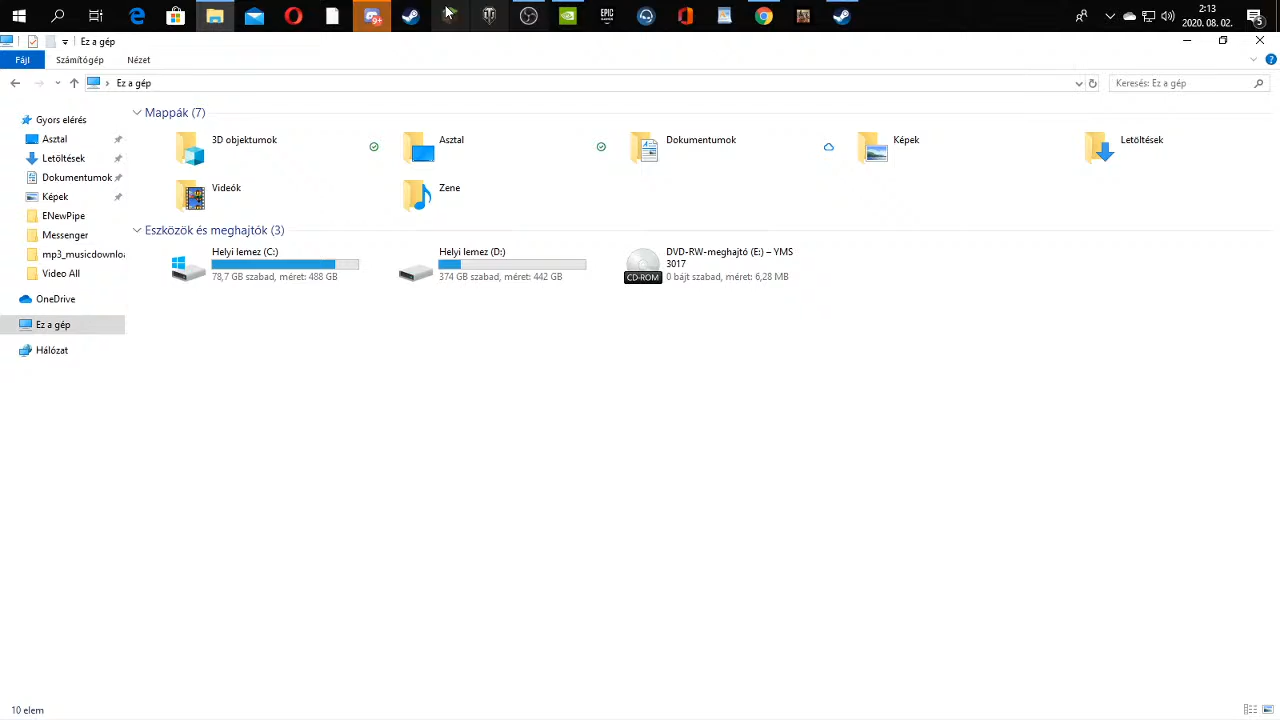 EPIC
2:13
2020. 08. 02.
5
Ez a gép
Fájl
Számítógép
Nézet
Ez a gép
Keresés: Ez a gép
Gyors elérés
Asztal
Letöltések
Dokumentumok
Képek
ENewPipe
Messenger
mp3_musicdownlo
Video All
OneDrive
Ez a gép
Hálózat
Mappák (7)
3D objektumok
Asztal
Dokumentumok
Képek
Letöltések
Videók
Zene
Eszközök és meghajtók (3)
Helyi lemez (C:)
78,7 GB szabad, méret: 488 GB
Helyi lemez (D:)
374 GB szabad, méret: 442 GB
CD-ROM
DVD-RW-meghajtó (E:) – YMS
3017
0 bájt szabad, méret: 6,28 MB
10 elem